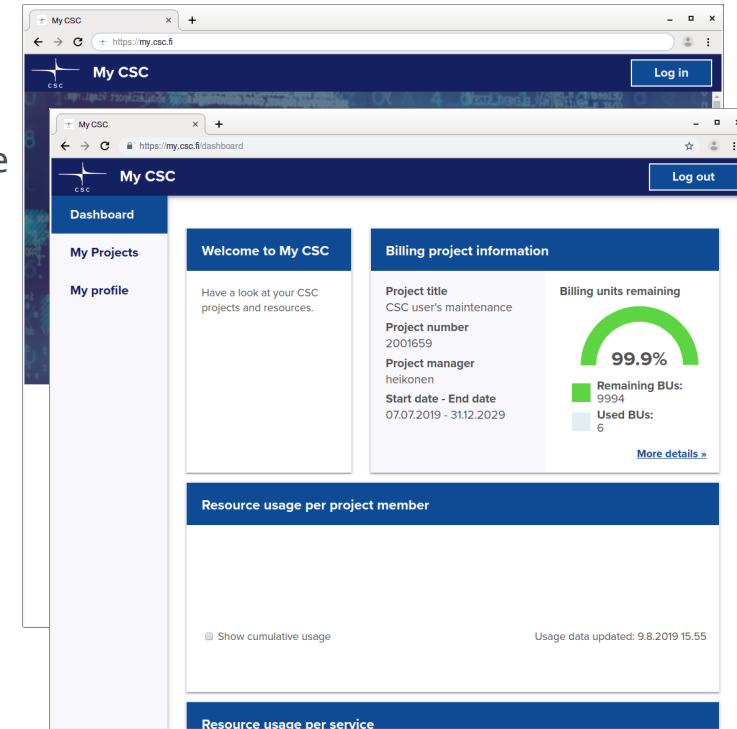 My CSC
https://my.csc.fi
CSC
My CSC
Log in
e
My CSC
https://my.csc.fi/dashboard
CSC
My CSC
Log out
Dashboard
My Projects
My profile
Welcome to My CSC
Have a look at your CSC
projects and resources.
Billing project information
Project title
CSC user's maintenance
Project number
2001659
Project manager
heikonen
Start date - End date
07.07.2019 - 31.12.2029
Billing units remaining
99.9%
Remaining BUs:
9994
Used BUs:
6
More details »
Resource usage per project member
Show cumulative usage
Usage data updated: 9.8.2019 15.55
Resource usage per service